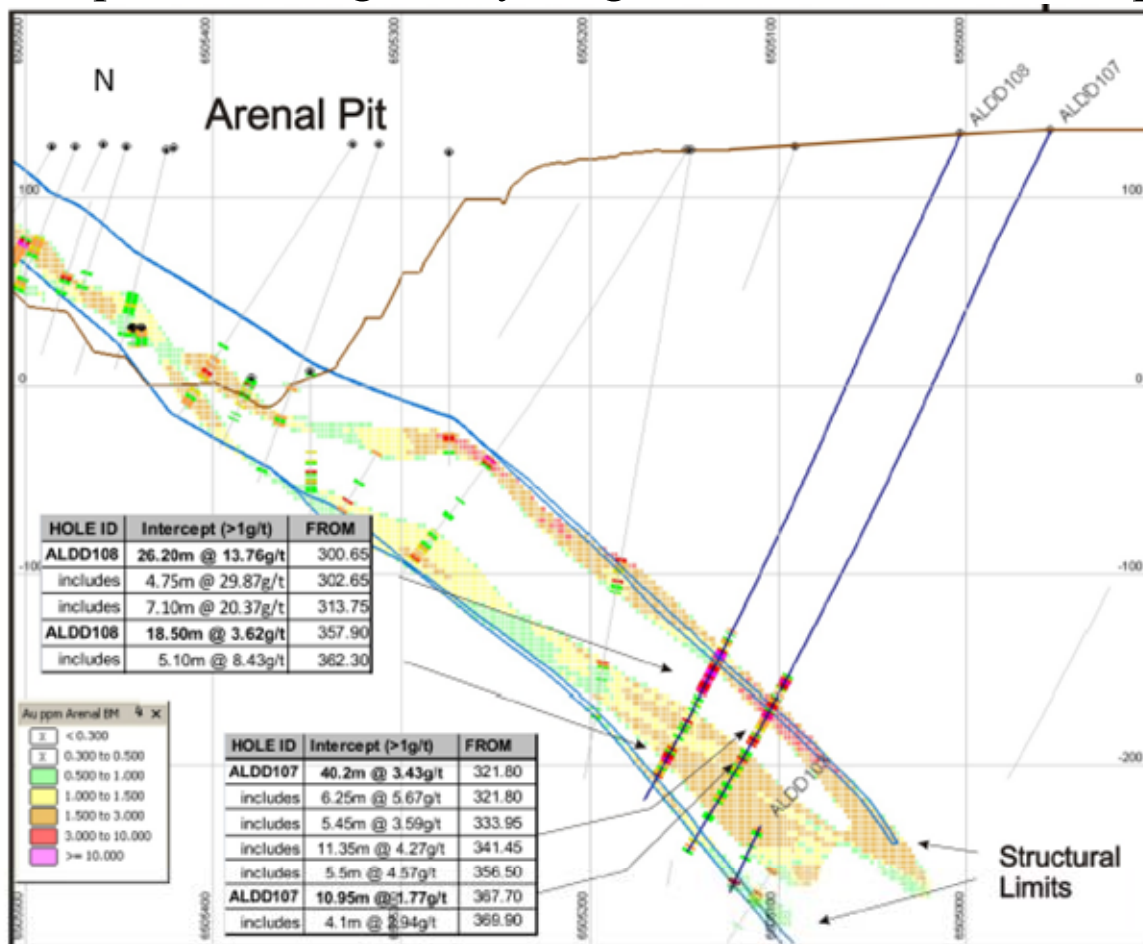 6505500 6505400 6505300 6505200 6505100 6505000
N
Arenal Pit
ALDD108
ALDD107
100 100
0 0
-100 -100
-200
HOLE ID Intercept (>1g/t) FROM
ALDD108 26.20m @ 13.76g/t 300.65
includes 4.75m @ 29.87g/t 302.65
includes 7.10m @ 20.37g/t 313.75
ALDD108 18.50m @ 3.62g/t 357.90
includes 5.10m @ 8.43g/t 362.30
Au ppm Arenal BM
< 0.300
0.300 to 0.500
0.500 to 1.000
1.000 to 1.500
1.500 to 3.000
3.000 to 10.000
>= 10.000
HOLE ID Intercept (>1g/t) FROM
ALDD107 40.2m @ 3.43g/t 321.80
includes 6.25m @ 5.67g/t 321.80
includes 5.45m @ 3.59g/t 333.95
includes 11.35m @ 4.27g/t 341.45
includes 5.5m @ 4.57g/t 356.50
ALDD107 10.95m @ 1.77g/t 367.70
includes 4.1m @ 2.94g/t 369.90
ALDD103
Structural
Limits
6505400 6505200 6505100 6505000